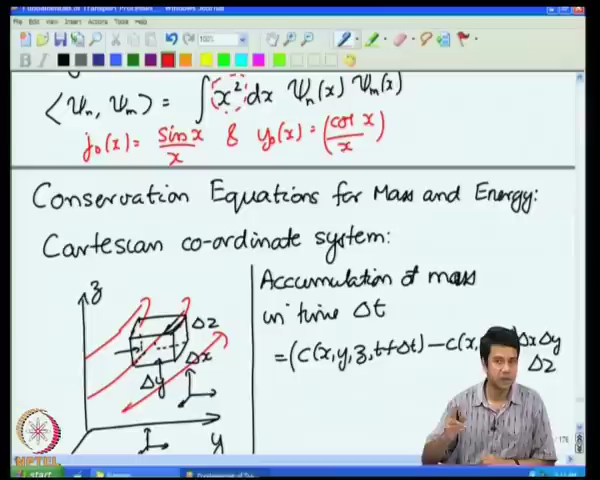 Fundamentals of Transport Processes - Windows Journal
File Edit View Insert Actions Tools Help
100%
⟨Ψn, Ψm⟩ = ∫ x² dx Ψn(x) Ψm(x)
j₀(x) = sin x / x & y₀(x) = (cos x / x)
Conservation Equations for Mass and Energy:
Cartesian co-ordinate system:
Accumulation of mass
in time Δt
= (c(x,y,z,t+Δt) – c(x, Δx Δy
Δz
z
Δz
Δx
Δy
y
NPTEL
start